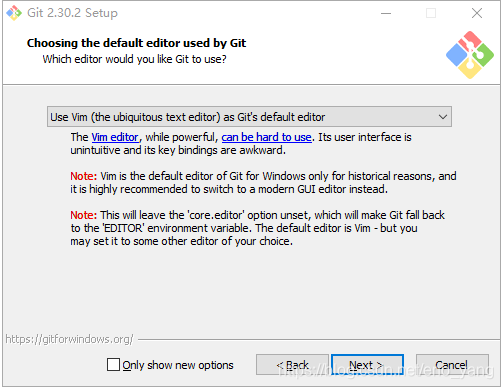 Git 2.30.2 Setup
Choosing the default editor used by Git
Which editor would you like Git to use?
Use Vim (the ubiquitous text editor) as Git's default editor
The Vim editor, while powerful, can be hard to use. Its user interface is
unintuitive and its key bindings are awkward.
Note: Vim is the default editor of Git for Windows only for historical reasons, and
it is highly recommended to switch to a modern GUI editor instead.
Note: This will leave the 'core.editor' option unset, which will make Git fall back
to the 'EDITOR' environment variable. The default editor is Vim - but you
may set it to some other editor of your choice.
https://gitforwindows.org/
Only show new options
< Back
Next >
Cancel